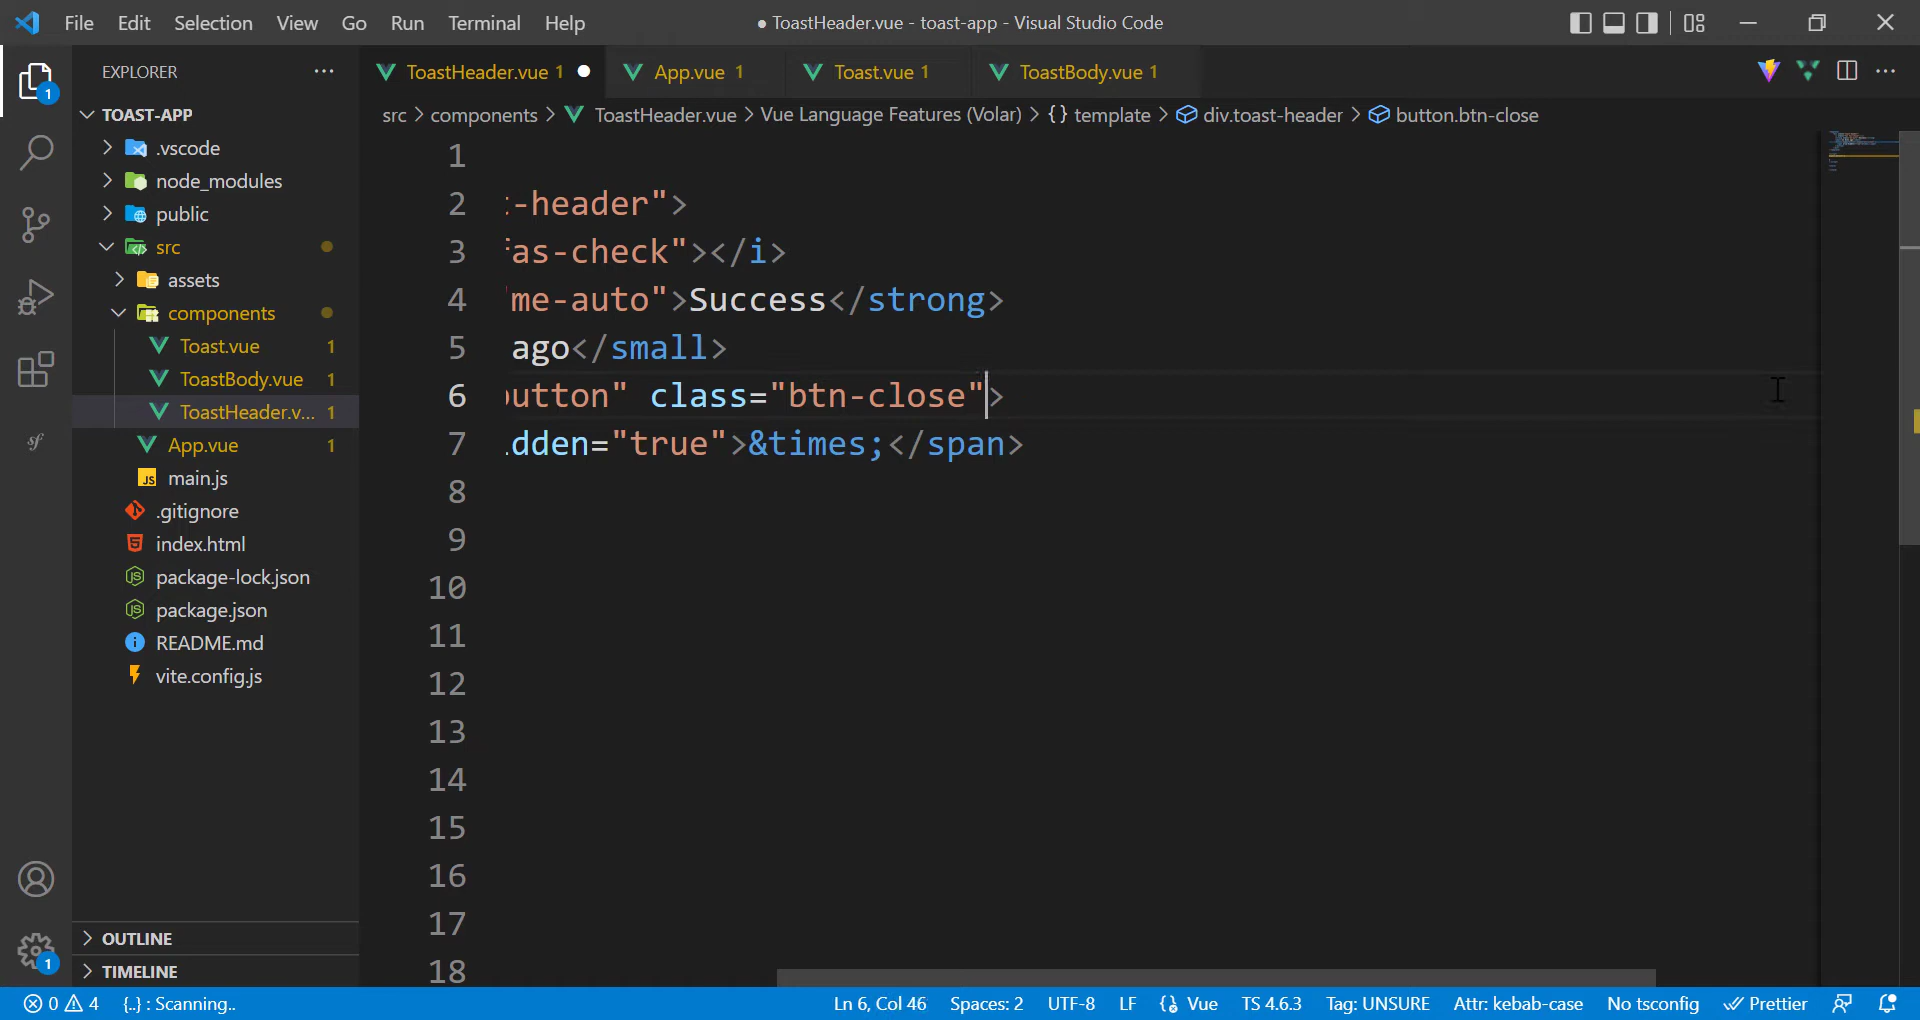 File Edit Selection View Go Run Terminal Help
● ToastHeader.vue - toast-app - Visual Studio Code
EXPLORER ...
ToastHeader.vue 1 ●
App.vue 1
Toast.vue 1
ToastBody.vue 1
...
src > components > ToastHeader.vue > Vue Language Features (Volar) > {} template > div.toast-header > button.btn-close
TOAST-APP
.vscode
node_modules
public
src
assets
components
Toast.vue 1
ToastBody.vue 1
ToastHeader.v... 1
App.vue 1
main.js
.gitignore
index.html
package-lock.json
package.json
README.md
vite.config.js
OUTLINE
TIMELINE
1
1
1
2 -header">
3 fas-check"></i>
4 "me-auto">Success</strong>
5 ago</small>
6 button" class="btn-close">
7 idden="true">&times;</span>
8
9
10
11
12
13
14
15
16
17
18
0 4 {..} : Scanning.. Ln 6, Col 46 Spaces: 2 UTF-8 LF {} Vue TS 4.6.3 Tag: UNSURE Attr: kebab-case No tsconfig Prettier